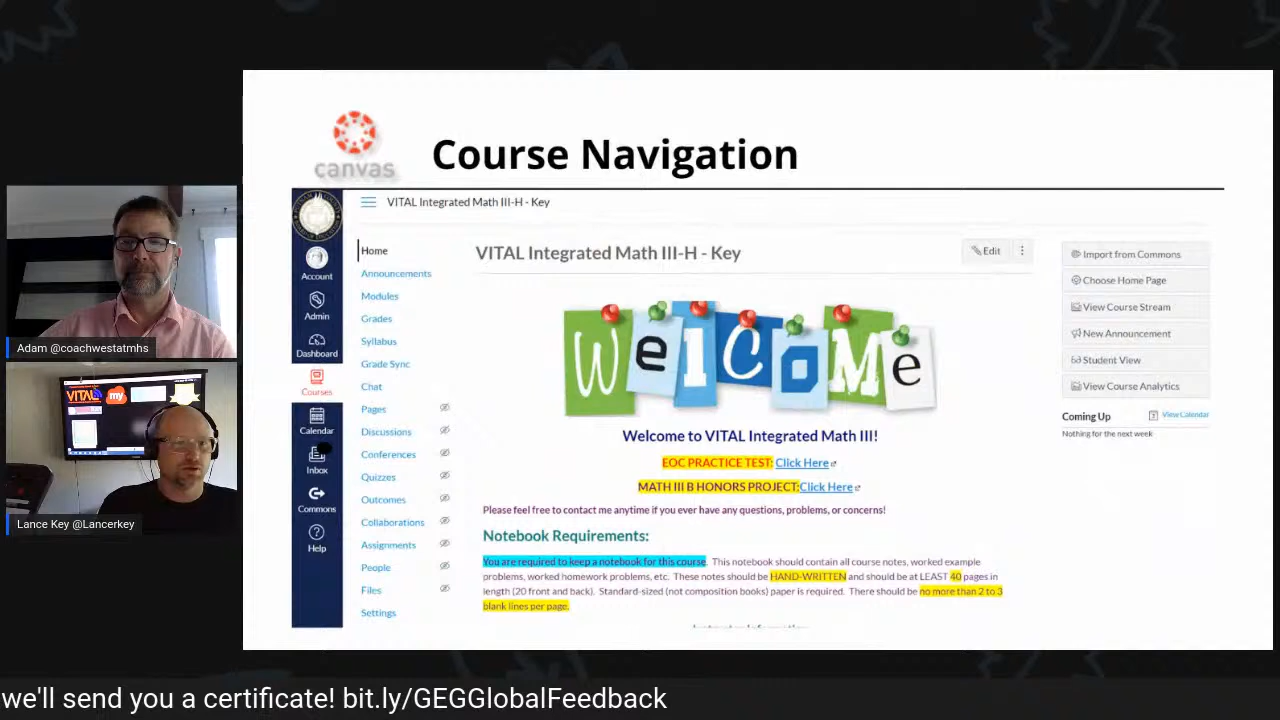 canvas
Course Navigation
VITAL Integrated Math III-H - Key
Account
Admin
Dashboard
Courses
Calendar
Inbox
Commons
Help
Home
Announcements
Modules
Grades
Syllabus
Grade Sync
Chat
Pages
Discussions
Conferences
Quizzes
Outcomes
Collaborations
Assignments
People
Files
Settings
VITAL Integrated Math III-H - Key
Edit
WelCoMe
Welcome to VITAL Integrated Math III!
EOC PRACTICE TEST: Click Here
MATH III B HONORS PROJECT:Click Here
Please feel free to contact me anytime if you ever have any questions, problems, or concerns!
Notebook Requirements:
You are required to keep a notebook for this course. This notebook should contain all course notes, worked example
problems, worked homework problems, etc. These notes should be HAND-WRITTEN and should be at LEAST 40 pages in
length (20 front and back). Standard-sized (not composition books) paper is required. There should be no more than 2 to 3
blank lines per page.
Import from Commons
Choose Home Page
View Course Stream
New Announcement
Student View
View Course Analytics
Coming Up View Calendar
Nothing for the next week
Adam @coachwestatmhs
VITAL
my
Lance Key @Lancerkey
we'll send you a certificate! bit.ly/GEGGlobalFeedback